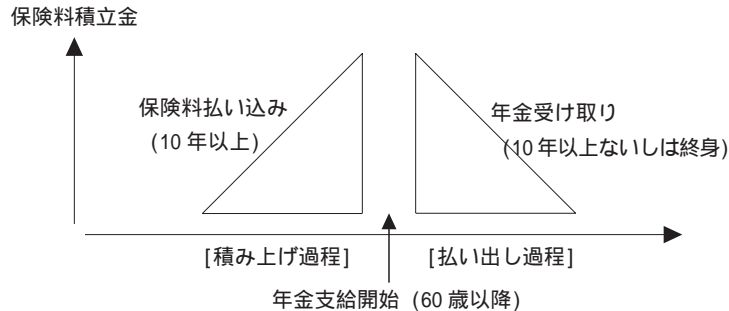 保険料積立金
保険料払い込み
(10 年以上)
年金受け取り
(10 年以上ないしは終身)
[積み上げ過程]
[払い出し過程]
年金支給開始 (60 歳以降)